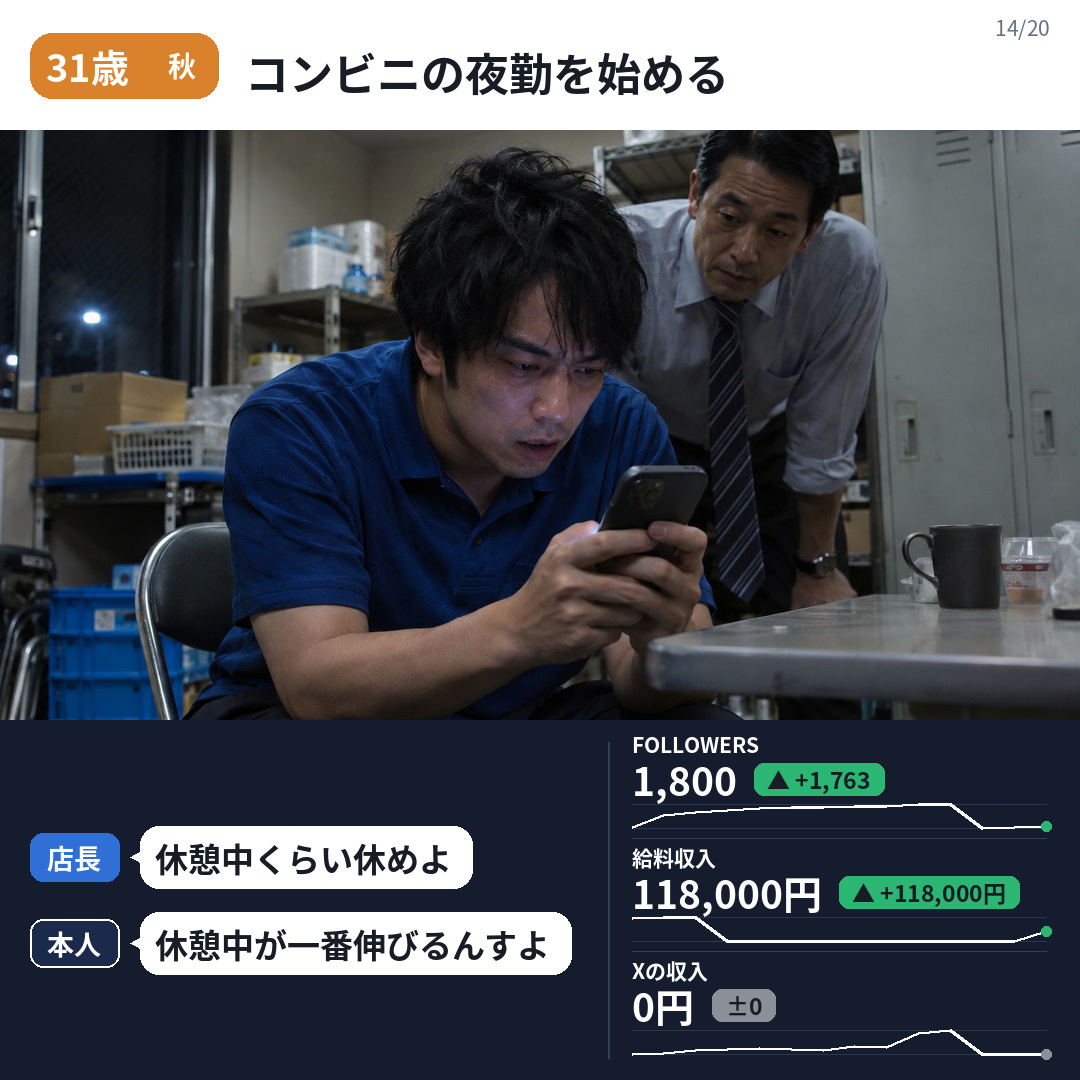 14/20
31歳 秋
コンビニの夜勤を始める
店長
休憩中くらい休めよ
本人
休憩中が一番伸びるんすよ
FOLLOWERS
1,800 ▲ +1,763
給料収入
118,000円 ▲ +118,000円
Xの収入
0円 ±0